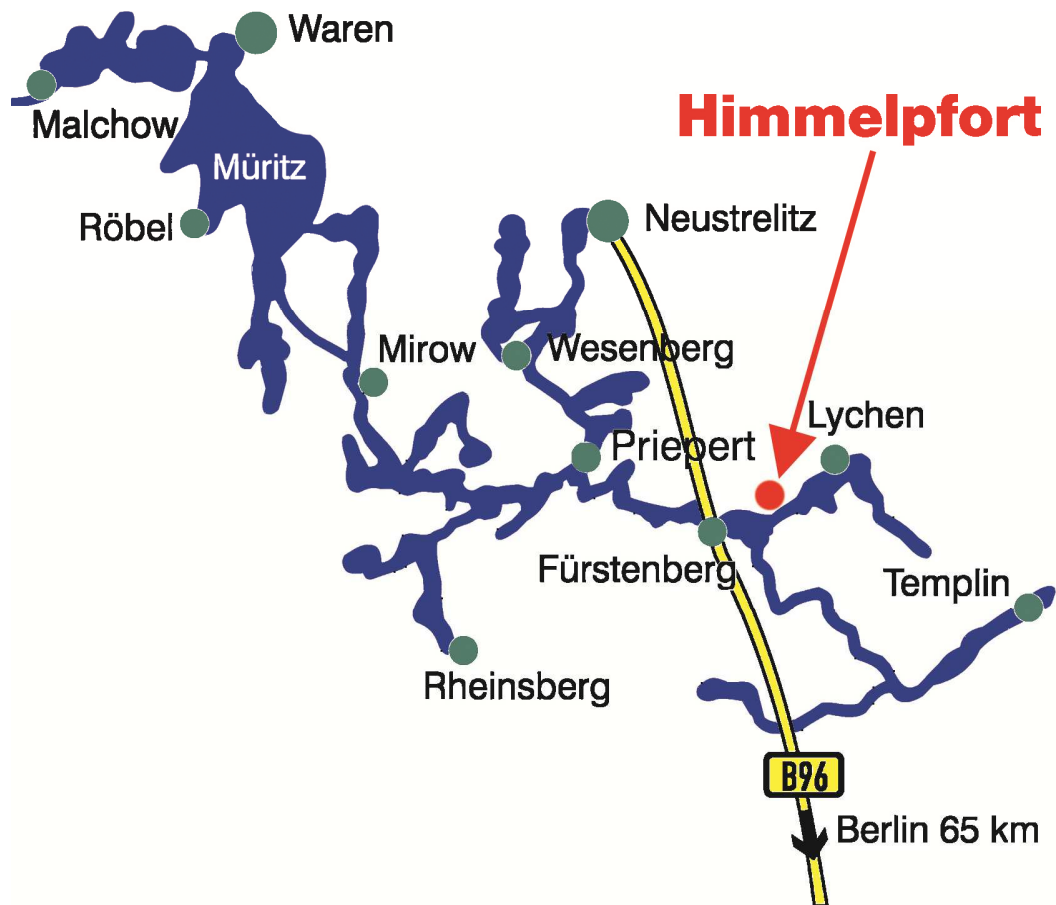 Waren
Himmelpfort
Malchow
Müritz
Röbel
Neustrelitz
Mirow
Wesenberg
Lychen
Priepert
Fürstenberg
Templin
Rheinsberg
B96
Berlin 65 km